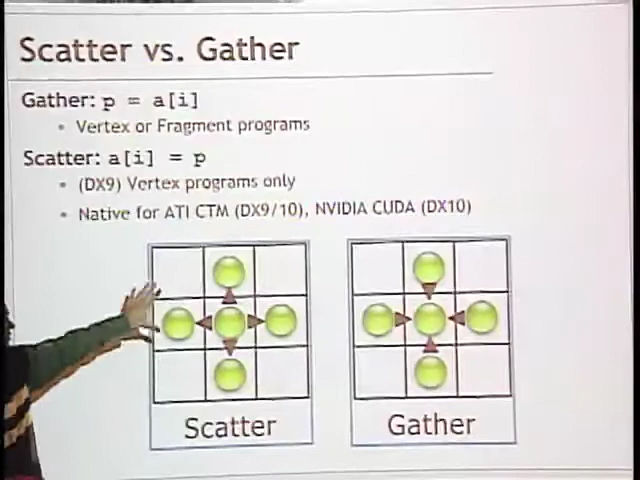 Scatter vs. Gather
Gather: p = a[i]
• Vertex or Fragment programs
Scatter: a[i] = p
• (DX9) Vertex programs only
• Native for ATI CTM (DX9/10), NVIDIA CUDA (DX10)
Scatter
Gather